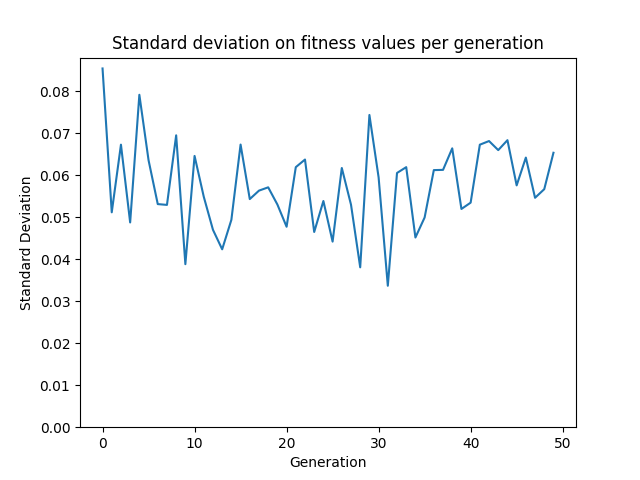 Standard deviation on fitness values per generation
Standard Deviation
0.08
0.07
0.06
0.05
0.04
0.03
0.02
0.01
0.00
0 10 20 30 40 50
Generation